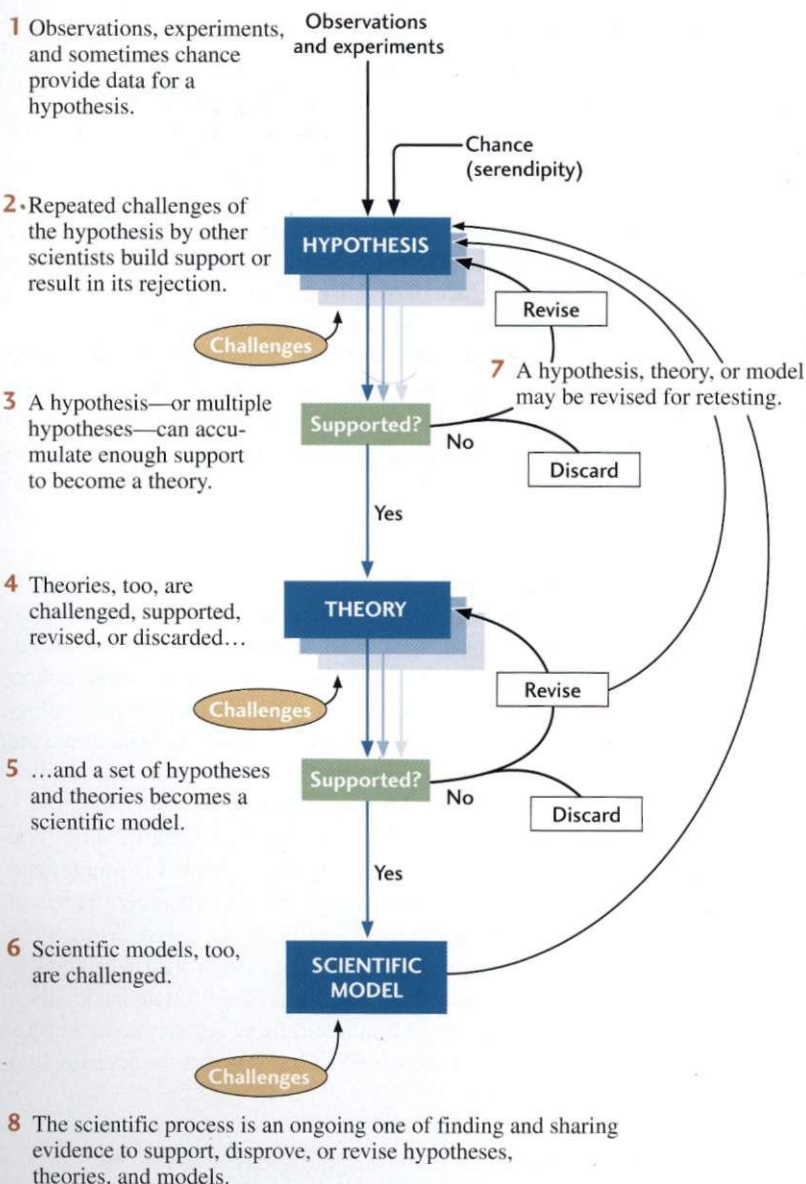 Observations
and experiments
1 Observations, experiments,
and sometimes chance
provide data for a
hypothesis.
Chance
(serendipity)
2 Repeated challenges of
the hypothesis by other
scientists build support or
result in its rejection.
HYPOTHESIS
Revise
Challenges
7 A hypothesis, theory, or model
may be revised for retesting.
3 A hypothesis—or multiple
hypotheses—can accu-
mulate enough support
to become a theory.
Supported?
No
Discard
Yes
4 Theories, too, are
challenged, supported,
revised, or discarded…
THEORY
Revise
Challenges
5 …and a set of hypotheses
and theories becomes a
scientific model.
Supported?
No
Discard
Yes
6 Scientific models, too,
are challenged.
SCIENTIFIC
MODEL
Challenges
8 The scientific process is an ongoing one of finding and sharing
evidence to support, disprove, or revise hypotheses,
theories, and models.